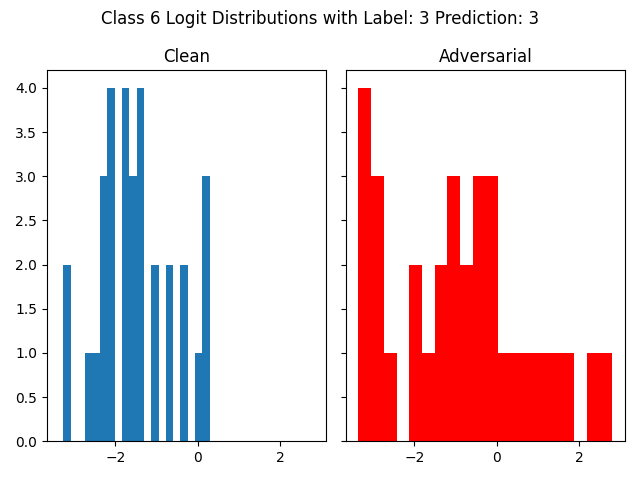 Class 6 Logit Distributions with Label: 3 Prediction: 3
Clean
Adversarial
4.0
3.5
3.0
2.5
2.0
1.5
1.0
0.5
0.0
−2 0 2
−2 0 2